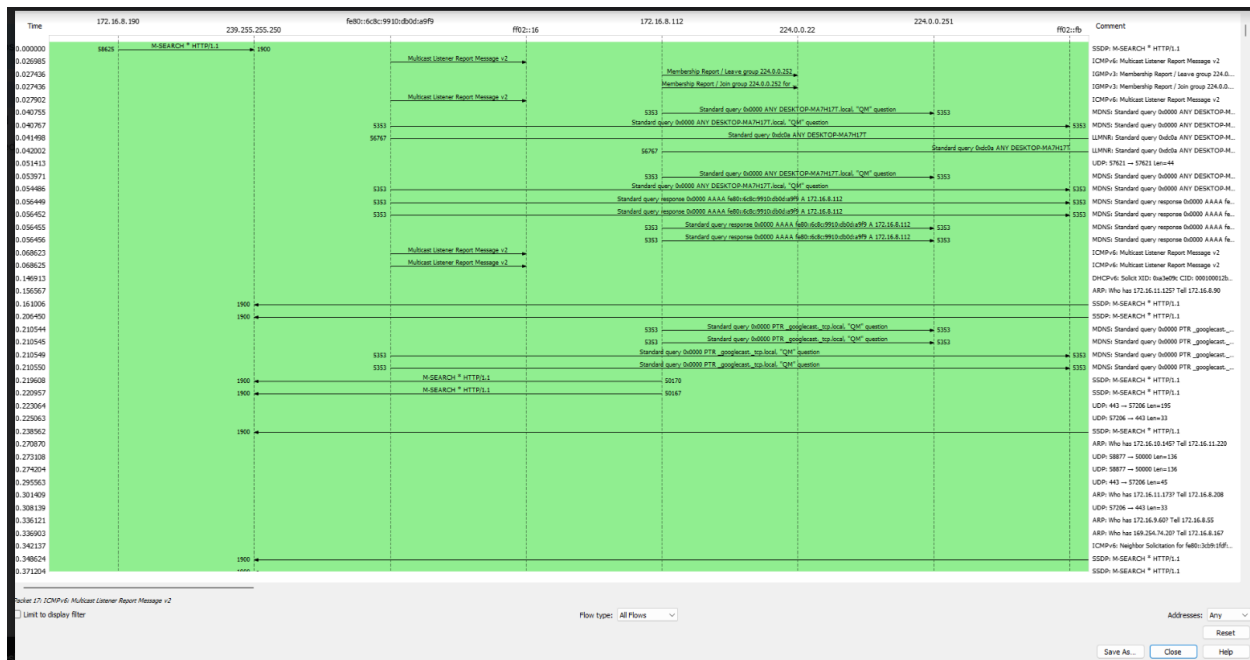 Time 172.16.8.190 239.255.255.250 fe80::6c8c:9910:db0d:a9f9 ff02::16 172.16.8.112 224.0.0.22 224.0.0.251 ff02::fb Comment
0.000000 58625 M-SEARCH * HTTP/1.1 1900 SSDP: M-SEARCH * HTTP/1.1
0.026985 Multicast Listener Report Message v2 ICMPv6: Multicast Listener Report Message v2
0.027436 Membership Report / Leave group 224.0.0.252 IGMPv3: Membership Report / Leave group 224.0...
0.027436 Membership Report / Join group 224.0.0.252 for IGMPv3: Membership Report / Join group 224.0.0...
0.027902 Multicast Listener Report Message v2 ICMPv6: Multicast Listener Report Message v2
0.040755 5353 Standard query 0x0000 ANY DESKTOP-MA7H17T.local, "QM" question 5353 MDNS: Standard query 0x0000 ANY DESKTOP-M...
0.040767 5353 Standard query 0x0000 ANY DESKTOP-MA7H17T.local, "QM" question 5353 MDNS: Standard query 0x0000 ANY DESKTOP-M...
0.041498 56767 Standard query 0xdc0a ANY DESKTOP-MA7H17T LLMNR: Standard query 0xdc0a ANY DESKTOP-M...
0.042002 56767 Standard query 0xdc0a ANY DESKTOP-MA7H17T LLMNR: Standard query 0xdc0a ANY DESKTOP-M...
0.051413 UDP: 57621 → 57621 Len=44
0.053971 5353 Standard query 0x0000 ANY DESKTOP-MA7H17T.local, "QM" question 5353 MDNS: Standard query 0x0000 ANY DESKTOP-M...
0.054486 5353 Standard query 0x0000 ANY DESKTOP-MA7H17T.local, "QM" question 5353 MDNS: Standard query 0x0000 ANY DESKTOP-M...
0.056449 5353 Standard query response 0x0000 AAAA fe80::6c8c:9910:db0d:a9f9 A 172.16.8.112 5353 MDNS: Standard query response 0x0000 AAAA fe...
0.056452 5353 Standard query response 0x0000 AAAA fe80::6c8c:9910:db0d:a9f9 A 172.16.8.112 5353 MDNS: Standard query response 0x0000 AAAA fe...
0.056455 5353 Standard query response 0x0000 AAAA fe80::6c8c:9910:db0d:a9f9 A 172.16.8.112 5353 MDNS: Standard query response 0x0000 AAAA fe...
0.056456 5353 Standard query response 0x0000 AAAA fe80::6c8c:9910:db0d:a9f9 A 172.16.8.112 5353 MDNS: Standard query response 0x0000 AAAA fe...
0.068623 Multicast Listener Report Message v2 ICMPv6: Multicast Listener Report Message v2
0.068625 Multicast Listener Report Message v2 ICMPv6: Multicast Listener Report Message v2
0.146913 DHCPv6: Solicit XID: 0xa3e09c CID: 000100012b...
0.156567 ARP: Who has 172.16.11.125? Tell 172.16.8.90
0.161006 1900 SSDP: M-SEARCH * HTTP/1.1
0.206450 1900 SSDP: M-SEARCH * HTTP/1.1
0.210544 5353 Standard query 0x0000 PTR _googlecast._tcp.local, "QM" question 5353 MDNS: Standard query 0x0000 PTR _googlecast._...
0.210545 5353 Standard query 0x0000 PTR _googlecast._tcp.local, "QM" question 5353 MDNS: Standard query 0x0000 PTR _googlecast._...
0.210549 5353 Standard query 0x0000 PTR _googlecast._tcp.local, "QM" question 5353 MDNS: Standard query 0x0000 PTR _googlecast._...
0.210550 5353 Standard query 0x0000 PTR _googlecast._tcp.local, "QM" question 5353 MDNS: Standard query 0x0000 PTR _googlecast._...
0.219608 1900 M-SEARCH * HTTP/1.1 50170 SSDP: M-SEARCH * HTTP/1.1
0.220957 1900 M-SEARCH * HTTP/1.1 50167 SSDP: M-SEARCH * HTTP/1.1
0.223064 UDP: 443 → 57206 Len=195
0.225063 UDP: 57206 → 443 Len=33
0.238562 1900 SSDP: M-SEARCH * HTTP/1.1
0.270870 ARP: Who has 172.16.10.145? Tell 172.16.11.220
0.273108 UDP: 58877 → 50000 Len=136
0.274204 UDP: 58877 → 50000 Len=136
0.295563 UDP: 443 → 57206 Len=45
0.301409 ARP: Who has 172.16.11.173? Tell 172.16.8.208
0.308139 UDP: 57206 → 443 Len=33
0.336121 ARP: Who has 172.16.9.60? Tell 172.16.8.55
0.336903 ARP: Who has 169.254.74.20? Tell 172.16.8.167
0.342137 ICMPv6: Neighbor Solicitation for fe80::3cb9:1fdf:...
0.348624 1900 SSDP: M-SEARCH * HTTP/1.1
0.371204 1900 SSDP: M-SEARCH * HTTP/1.1
Packet 17: ICMPv6: Multicast Listener Report Message v2
Limit to display filter Flow type: All Flows Addresses: Any
Reset
Save As... Close Help